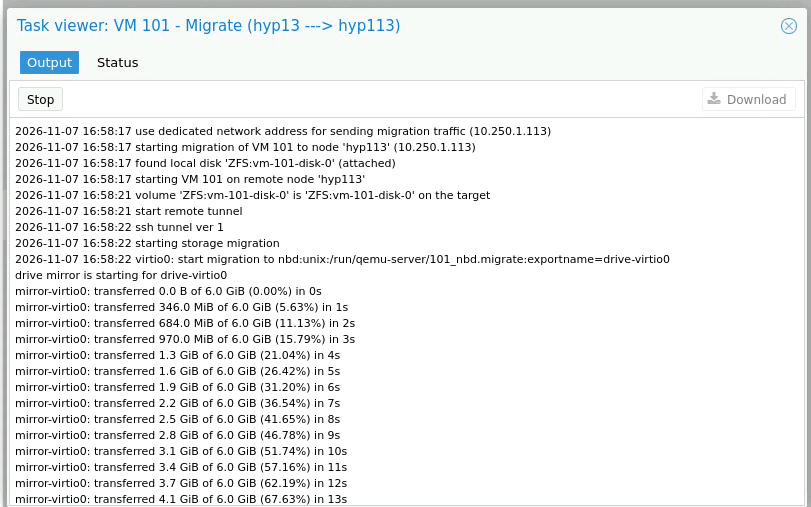 Task viewer: VM 101 - Migrate (hyp13 ---> hyp113)
Output Status
Stop Download
2026-11-07 16:58:17 use dedicated network address for sending migration traffic (10.250.1.113)
2026-11-07 16:58:17 starting migration of VM 101 to node 'hyp113' (10.250.1.113)
2026-11-07 16:58:17 found local disk 'ZFS:vm-101-disk-0' (attached)
2026-11-07 16:58:17 starting VM 101 on remote node 'hyp113'
2026-11-07 16:58:21 volume 'ZFS:vm-101-disk-0' is 'ZFS:vm-101-disk-0' on the target
2026-11-07 16:58:21 start remote tunnel
2026-11-07 16:58:22 ssh tunnel ver 1
2026-11-07 16:58:22 starting storage migration
2026-11-07 16:58:22 virtio0: start migration to nbd:unix:/run/qemu-server/101_nbd.migrate:exportname=drive-virtio0
drive mirror is starting for drive-virtio0
mirror-virtio0: transferred 0.0 B of 6.0 GiB (0.00%) in 0s
mirror-virtio0: transferred 346.0 MiB of 6.0 GiB (5.63%) in 1s
mirror-virtio0: transferred 684.0 MiB of 6.0 GiB (11.13%) in 2s
mirror-virtio0: transferred 970.0 MiB of 6.0 GiB (15.79%) in 3s
mirror-virtio0: transferred 1.3 GiB of 6.0 GiB (21.04%) in 4s
mirror-virtio0: transferred 1.6 GiB of 6.0 GiB (26.42%) in 5s
mirror-virtio0: transferred 1.9 GiB of 6.0 GiB (31.20%) in 6s
mirror-virtio0: transferred 2.2 GiB of 6.0 GiB (36.54%) in 7s
mirror-virtio0: transferred 2.5 GiB of 6.0 GiB (41.65%) in 8s
mirror-virtio0: transferred 2.8 GiB of 6.0 GiB (46.78%) in 9s
mirror-virtio0: transferred 3.1 GiB of 6.0 GiB (51.74%) in 10s
mirror-virtio0: transferred 3.4 GiB of 6.0 GiB (57.16%) in 11s
mirror-virtio0: transferred 3.7 GiB of 6.0 GiB (62.19%) in 12s
mirror-virtio0: transferred 4.1 GiB of 6.0 GiB (67.63%) in 13s